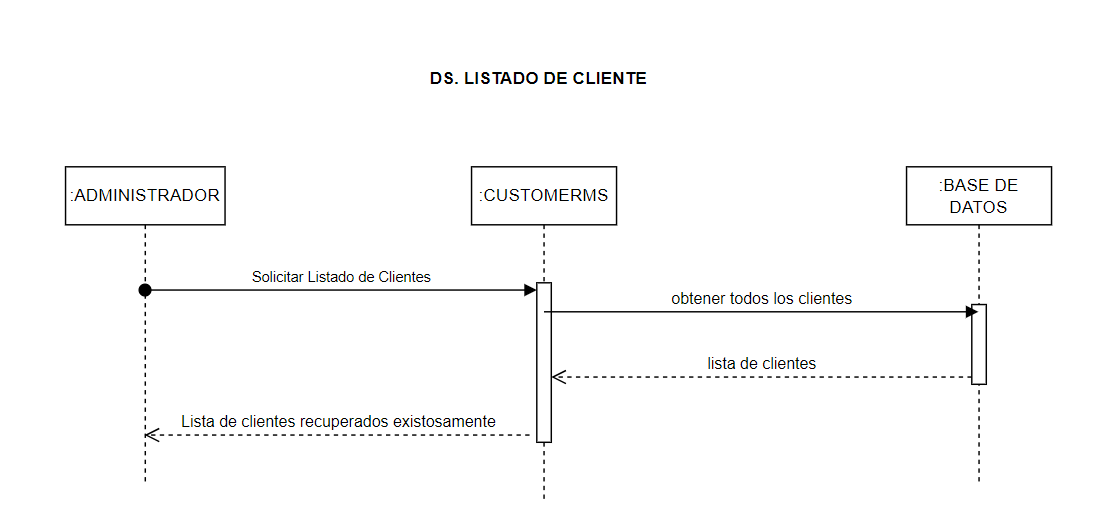 DS. LISTADO DE CLIENTE
:ADMINISTRADOR
:CUSTOMERMS
:BASE DE
DATOS
Solicitar Listado de Clientes
obtener todos los clientes
lista de clientes
Lista de clientes recuperados existosamente